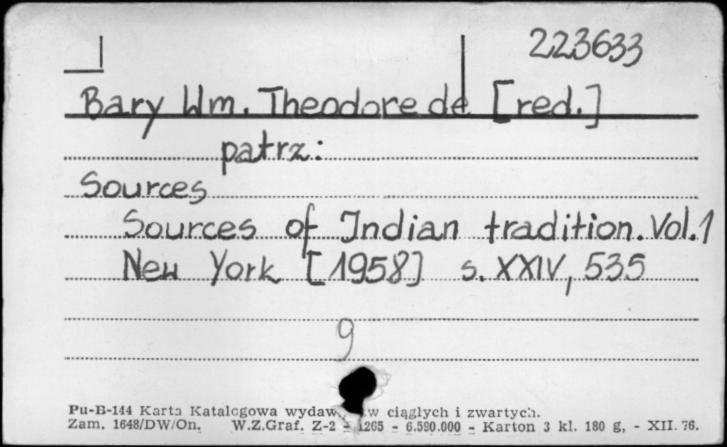 223633
Bary Wm. Theodore de [red.]
patrz:
Sources
Sources of Indian tradition. Vol.1
New York [1958] s. XXIV, 535
9
Pu-B-144 Karta Katalogowa wydaw w ciągłych i zwartych.
Zam. 1648/DW/On. W.Z.Graf. Z-2 - 1265 - 6.590.000 - Karton 3 kl. 180 g, - XII. 76.